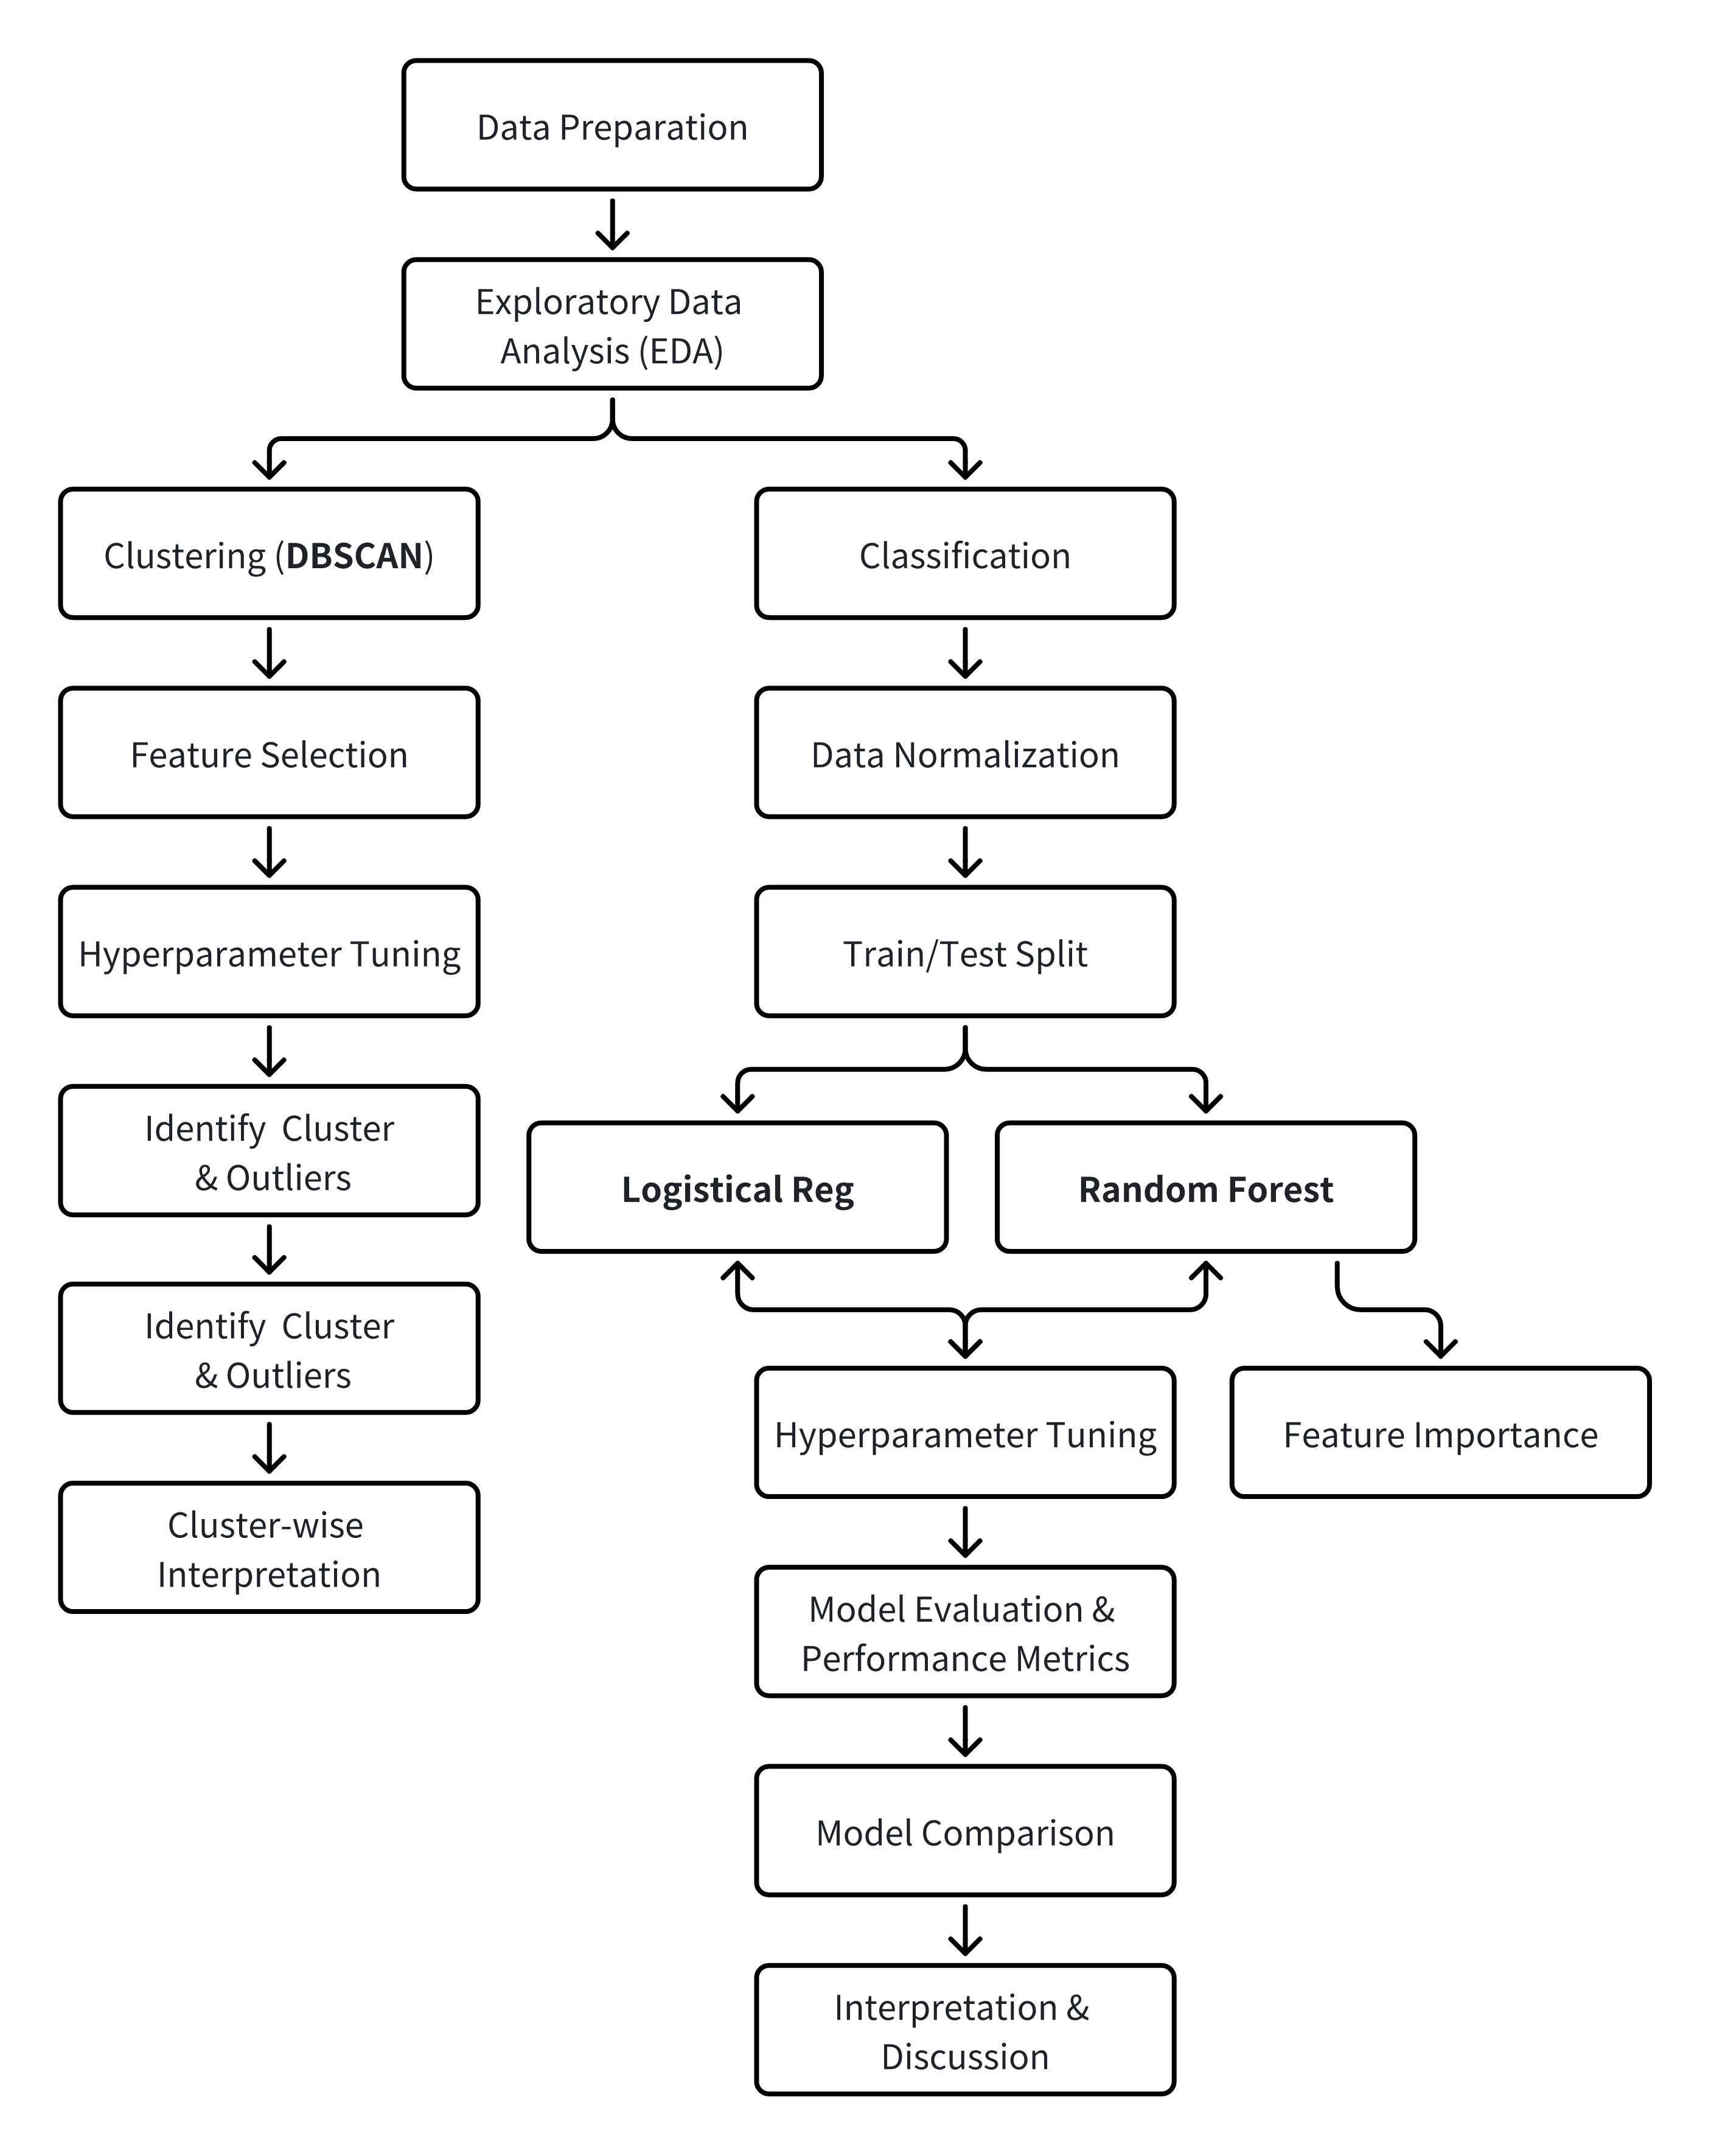 Data Preparation
Exploratory Data
Analysis (EDA)
Clustering (DBSCAN)
Classification
Feature Selection
Data Normalization
Hyperparameter Tuning
Train/Test Split
Identify  Cluster
& Outliers
Logistical Reg
Random Forest
Identify  Cluster
& Outliers
Hyperparameter Tuning
Feature Importance
Cluster-wise
Interpretation
Model Evaluation &
Performance Metrics
Model Comparison
Interpretation &
Discussion